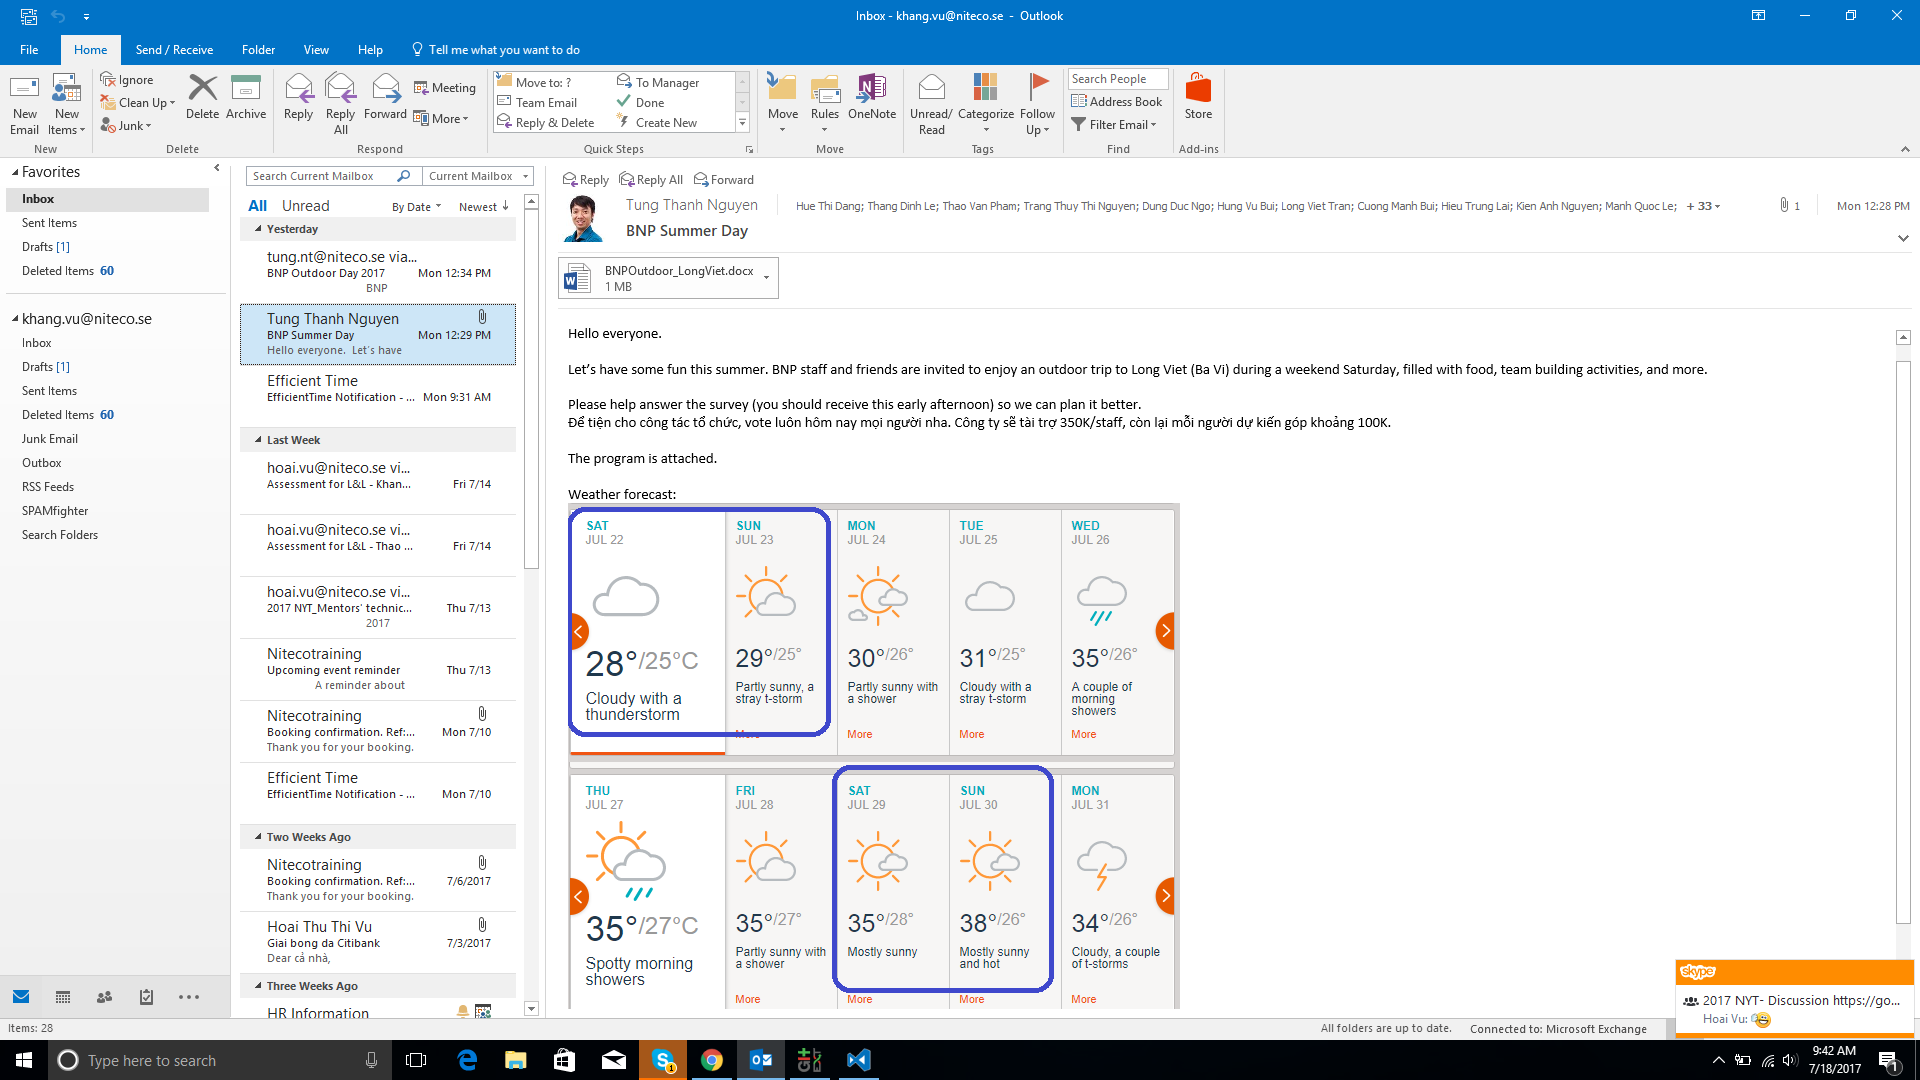 Inbox - khang.vu@niteco.se - Outlook
File Home Send / Receive Folder View Help Tell me what you want to do
New Email
New Items
New
Ignore
Clean Up
Junk
Delete
Archive
Delete
Reply
Reply All
Forward
Meeting
More
Respond
Move to: ?
Team Email
Reply & Delete
To Manager
Done
Create New
Quick Steps
Move
Rules
OneNote
Move
Unread/ Read
Categorize
Follow Up
Tags
Search People
Address Book
Filter Email
Find
Store
Add-ins
Favorites
Inbox
Sent Items
Drafts [1]
Deleted Items 60
khang.vu@niteco.se
Inbox
Drafts [1]
Sent Items
Deleted Items 60
Junk Email
Outbox
RSS Feeds
SPAMfighter
Search Folders
Search Current Mailbox Current Mailbox
All Unread By Date Newest
Yesterday
tung.nt@niteco.se via...
BNP Outdoor Day 2017 Mon 12:34 PM
BNP
Tung Thanh Nguyen
BNP Summer Day Mon 12:29 PM
Hello everyone. Let's have
Efficient Time
EfficientTime Notification - ... Mon 9:31 AM
Last Week
hoai.vu@niteco.se vi...
Assessment for L&L - Khan... Fri 7/14
hoai.vu@niteco.se vi...
Assessment for L&L - Thao ... Fri 7/14
hoai.vu@niteco.se vi...
2017 NYT_Mentors' technic... Thu 7/13
2017
Nitecotraining
Upcoming event reminder Thu 7/13
A reminder about
Nitecotraining
Booking confirmation. Ref:... Mon 7/10
Thank you for your booking.
Efficient Time
EfficientTime Notification - ... Mon 7/10
Two Weeks Ago
Nitecotraining
Booking confirmation. Ref:... 7/6/2017
Thank you for your booking.
Hoai Thu Thi Vu
Giai bong da Citibank 7/3/2017
Dear cả nhà,
Three Weeks Ago
HR Information
Reply Reply All Forward
Tung Thanh Nguyen Hue Thi Dang; Thang Dinh Le; Thao Van Pham; Trang Thuy Thi Nguyen; Dung Duc Ngo; Hung Vu Bui; Long Viet Tran; Cuong Manh Bui; Hieu Trung Lai; Kien Anh Nguyen; Manh Quoc Le; + 33 1 Mon 12:28 PM
BNP Summer Day
BNPOutdoor_LongViet.docx
1 MB
Hello everyone.
Let's have some fun this summer. BNP staff and friends are invited to enjoy an outdoor trip to Long Viet (Ba Vi) during a weekend Saturday, filled with food, team building activities, and more.
Please help answer the survey (you should receive this early afternoon) so we can plan it better.
Để tiện cho công tác tổ chức, vote luôn hôm nay mọi người nha. Công ty sẽ tài trợ 350K/staff, còn lại mỗi người dự kiến góp khoảng 100K.
The program is attached.
Weather forecast:
SAT
JUL 22
28°/25°C
Cloudy with a
thunderstorm
SUN
JUL 23
29°/25°
Partly sunny, a
stray t-storm
More
MON
JUL 24
30°/26°
Partly sunny with
a shower
More
TUE
JUL 25
31°/25°
Cloudy with a
stray t-storm
More
WED
JUL 26
35°/26°
A couple of
morning
showers
More
THU
JUL 27
35°/27°C
Spotty morning
showers
FRI
JUL 28
35°/27°
Partly sunny with
a shower
More
SAT
JUL 29
35°/28°
Mostly sunny
More
SUN
JUL 30
38°/26°
Mostly sunny
and hot
More
MON
JUL 31
34°/26°
Cloudy, a couple
of t-storms
More
skype
2017 NYT- Discussion https://go...
Hoai Vu:
Items: 28 All folders are up to date. Connected to: Microsoft Exchange
Type here to search
1
9:42 AM
7/18/2017
1